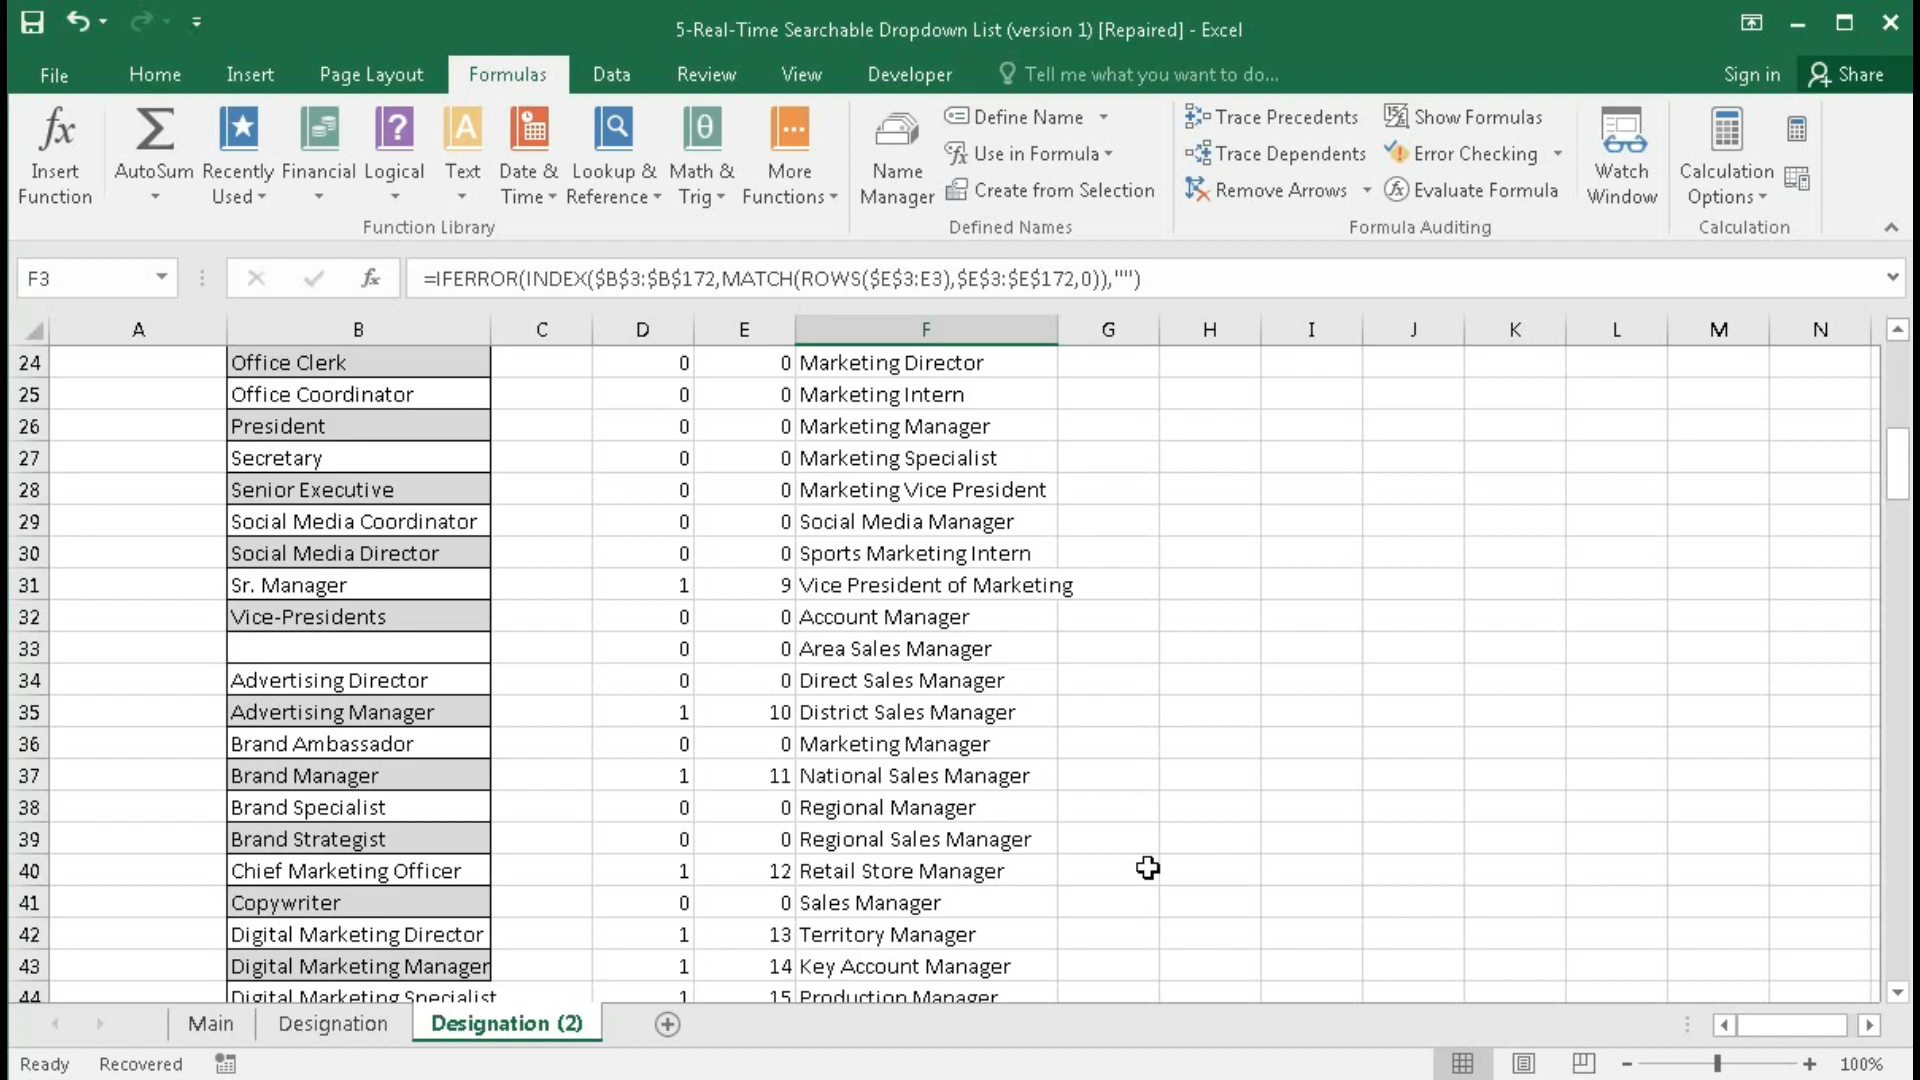 5-Real-Time Searchable Dropdown List (version 1) [Repaired] - Excel
File Home Insert Page Layout Formulas Data Review View Developer Tell me what you want to do... Sign in Share
Insert Function
AutoSum
Recently Used
Financial
Logical
Text
Date & Time
Lookup & Reference
Math & Trig
More Functions
Function Library
Name Manager
Define Name
Use in Formula
Create from Selection
Defined Names
Trace Precedents
Trace Dependents
Remove Arrows
Show Formulas
Error Checking
Evaluate Formula
Watch Window
Formula Auditing
Calculation Options
Calculation
F3 fx =IFERROR(INDEX($B$3:$B$172,MATCH(ROWS($E$3:E3),$E$3:$E$172,0)),"")
A B C D E F G H I J K L M N
24 Office Clerk 0 0 Marketing Director
25 Office Coordinator 0 0 Marketing Intern
26 President 0 0 Marketing Manager
27 Secretary 0 0 Marketing Specialist
28 Senior Executive 0 0 Marketing Vice President
29 Social Media Coordinator 0 0 Social Media Manager
30 Social Media Director 0 0 Sports Marketing Intern
31 Sr. Manager 1 9 Vice President of Marketing
32 Vice-Presidents 0 0 Account Manager
33 0 0 Area Sales Manager
34 Advertising Director 0 0 Direct Sales Manager
35 Advertising Manager 1 10 District Sales Manager
36 Brand Ambassador 0 0 Marketing Manager
37 Brand Manager 1 11 National Sales Manager
38 Brand Specialist 0 0 Regional Manager
39 Brand Strategist 0 0 Regional Sales Manager
40 Chief Marketing Officer 1 12 Retail Store Manager
41 Copywriter 0 0 Sales Manager
42 Digital Marketing Director 1 13 Territory Manager
43 Digital Marketing Manager 1 14 Key Account Manager
44 Digital Marketing Specialist 1 15 Production Manager
Main Designation Designation (2)
Ready Recovered 100%